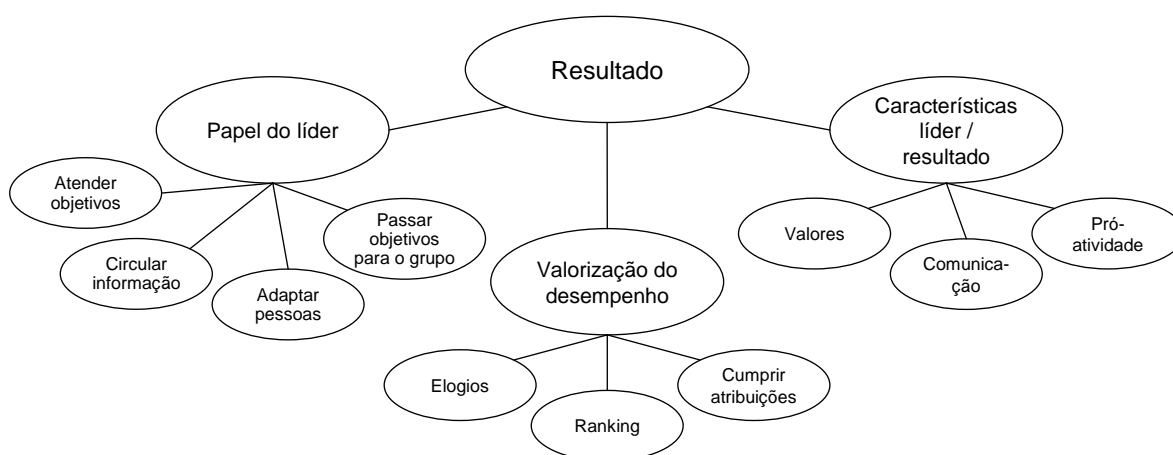 Resultado
Papel do líder
Atender
objetivos
Circular
informação
Adaptar
pessoas
Passar
objetivos
para o grupo
Valorização do
desempenho
Elogios
Ranking
Cumprir
atribuições
Característícas
líder /
resultado
Valores
Comunica-
ção
Pró-
atividade